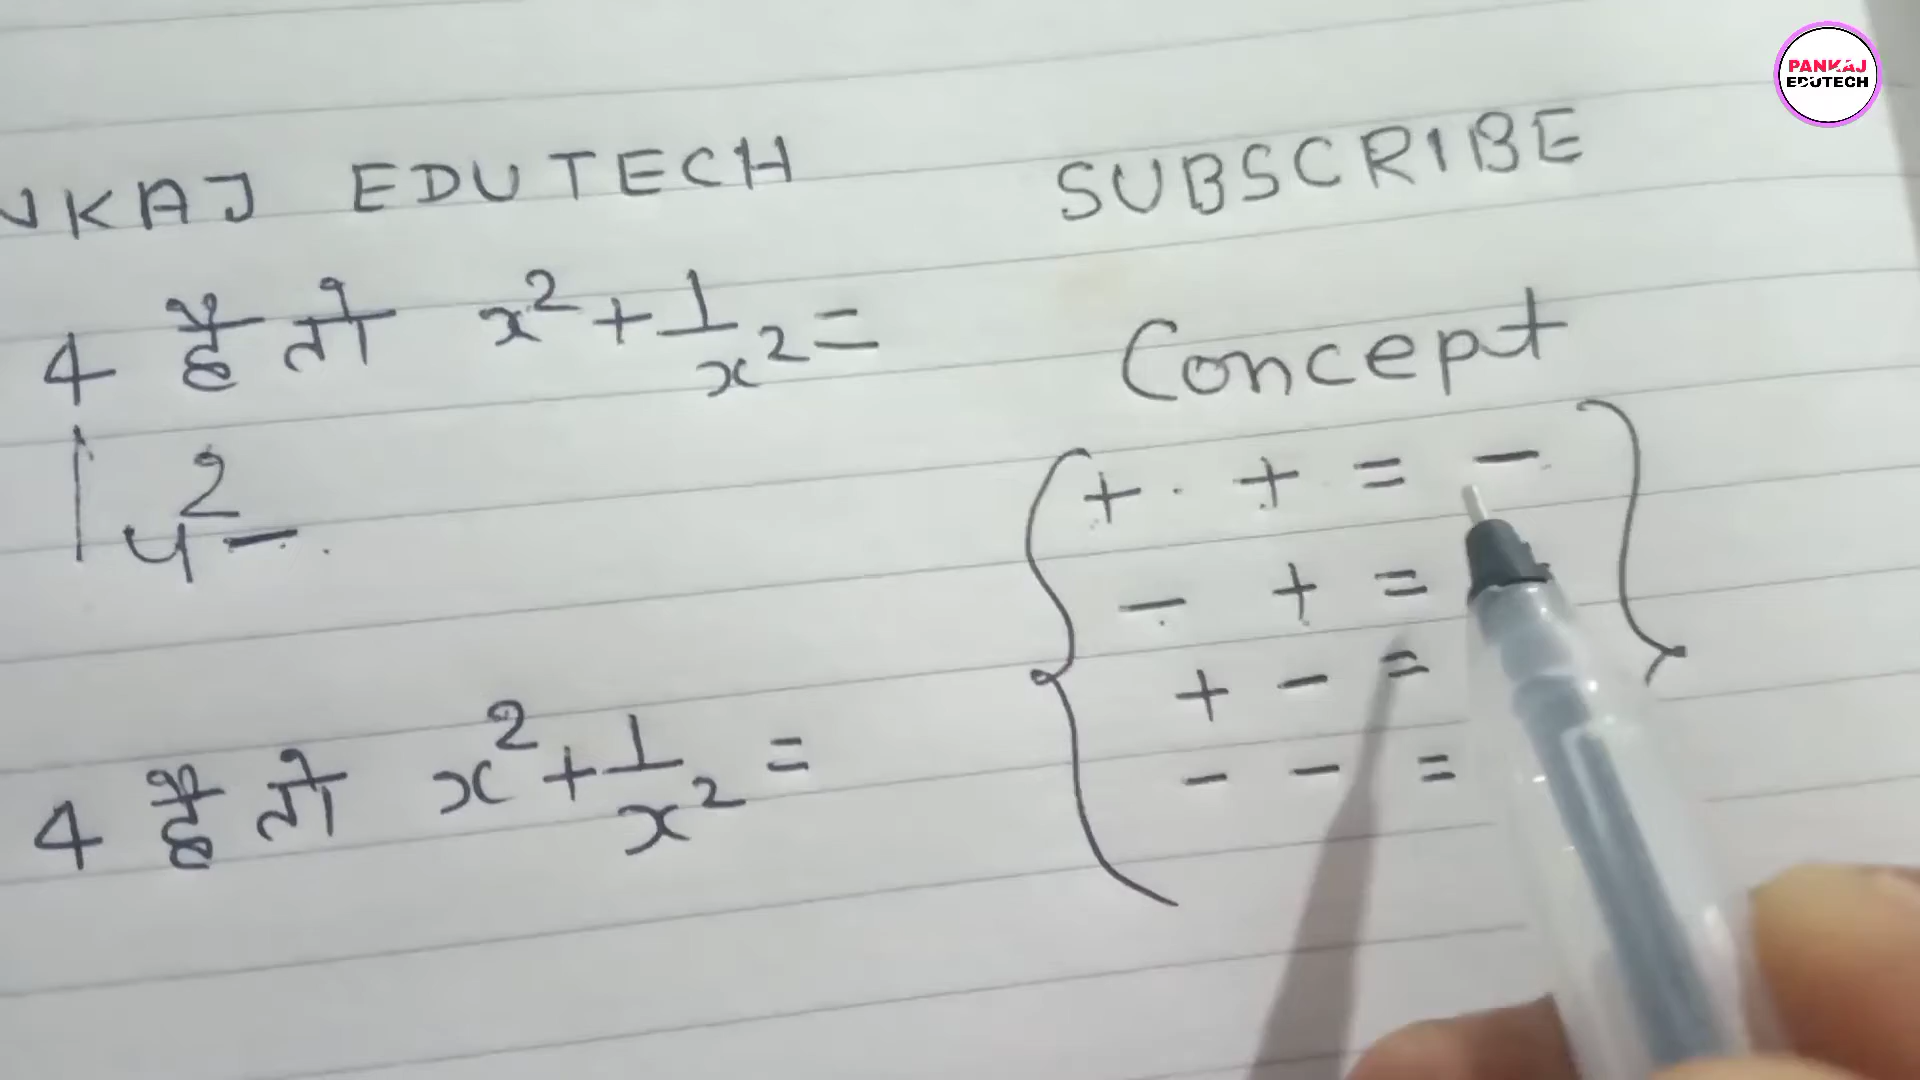 PANKAJ
EDUTECH
NKAJ EDUTECH SUBSCRIBE
4 है तो x² + 1/x² =
Concept
4² –
+ + = –
– + =
+ – =
– – =
4 है तो x² + 1/x² =